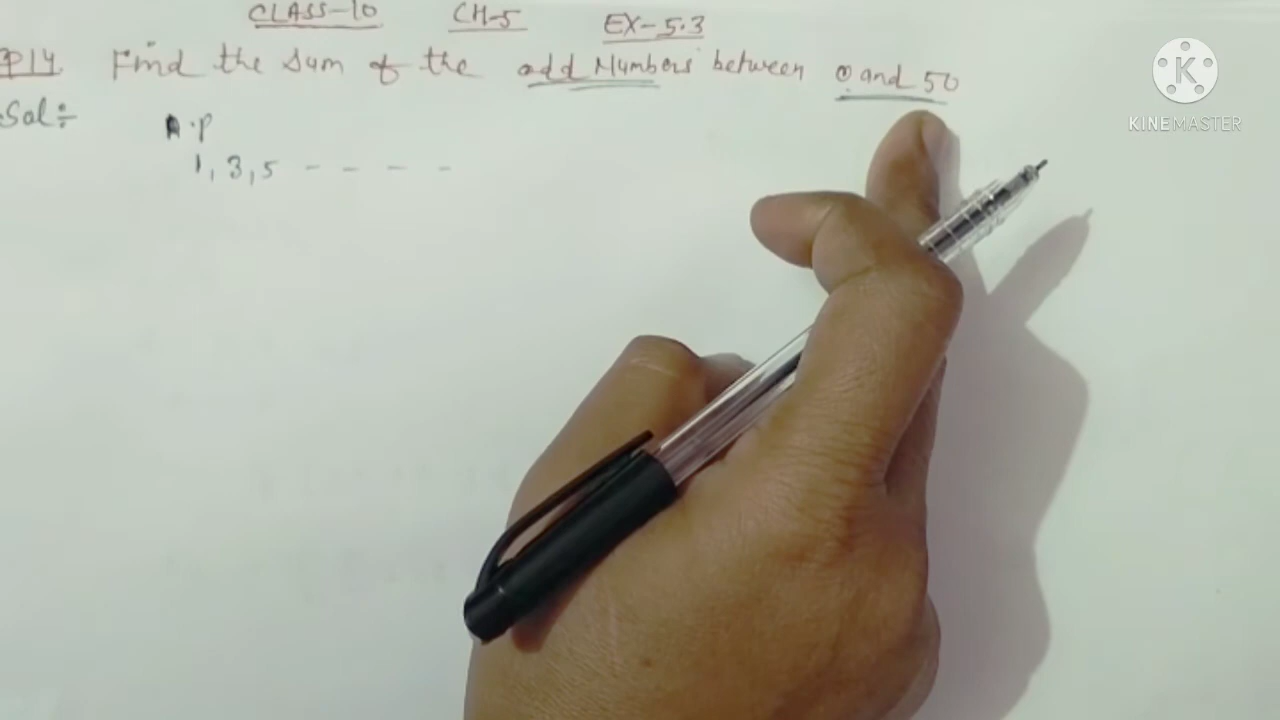 CLASS-10 CH-5 EX-5.3
Find the sum of the odd Numbers between 0 and 50
Sol÷
A.P
1, 3, 5 - - - -
KINEMASTER